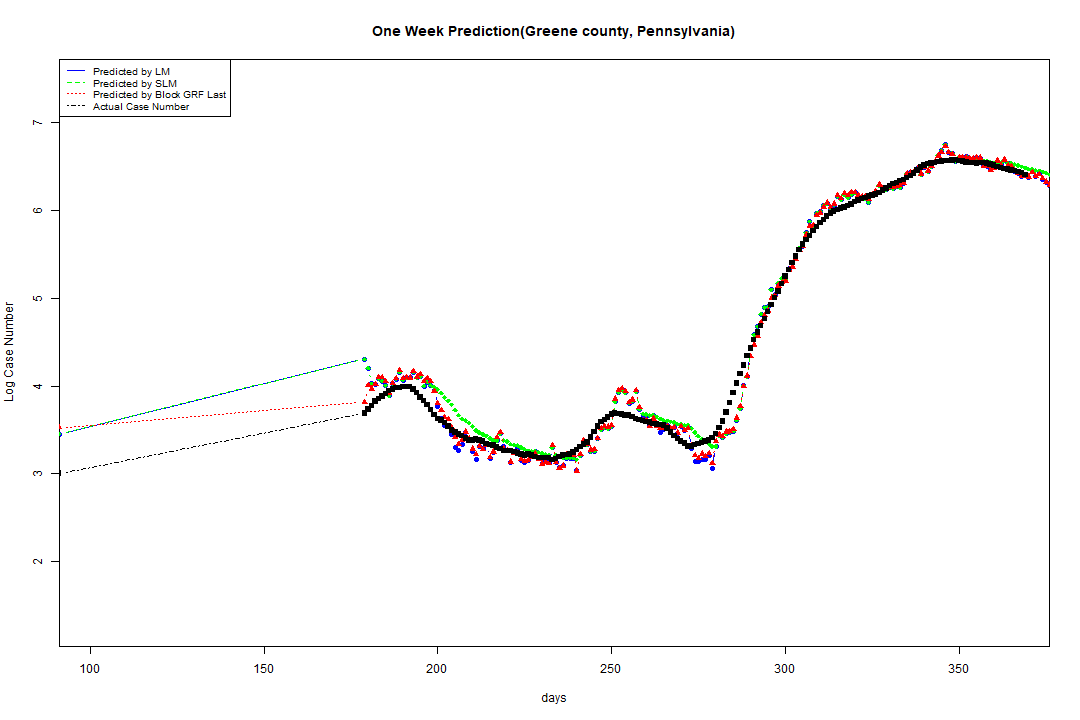 One Week Prediction(Greene county, Pennsylvania)
Predicted by LM
Predicted by SLM
Predicted by Block GRF Last
Actual Case Number
7
6
5
4
3
2
Log Case Number
100 150 200 250 300 350
days